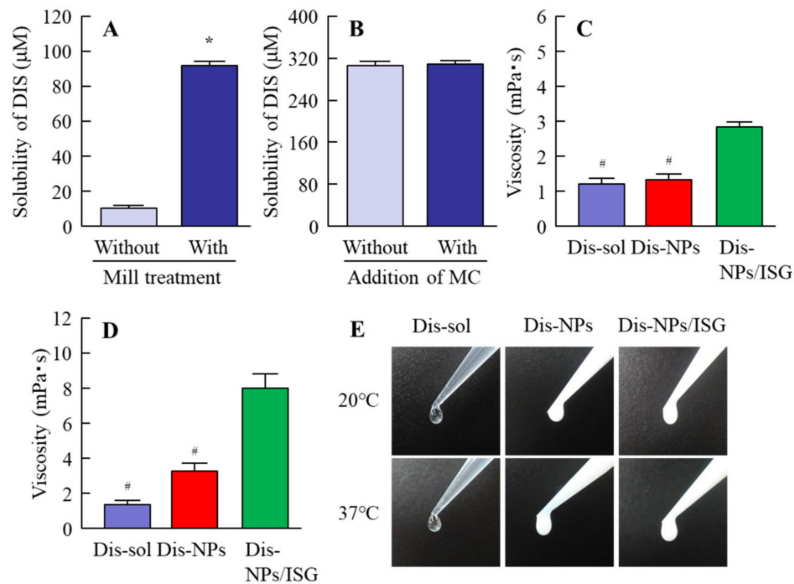 A
Solubility of DIS (μM)
120
100
80
60
40
20
0
*
Without With
Mill treatment
B
Solubility of DIS (μM)
400
320
240
160
80
0
Without With
Addition of MC
C
Viscosity (mPa・s)
6
5
4
3
2
1
0
# #
Dis-sol Dis-NPs Dis-
NPs/ISG
D
Viscosity (mPa・s)
12
10
8
6
4
2
0
# #
Dis-sol Dis-NPs Dis-
NPs/ISG
E
Dis-sol Dis-NPs Dis-NPs/ISG
20℃
37℃